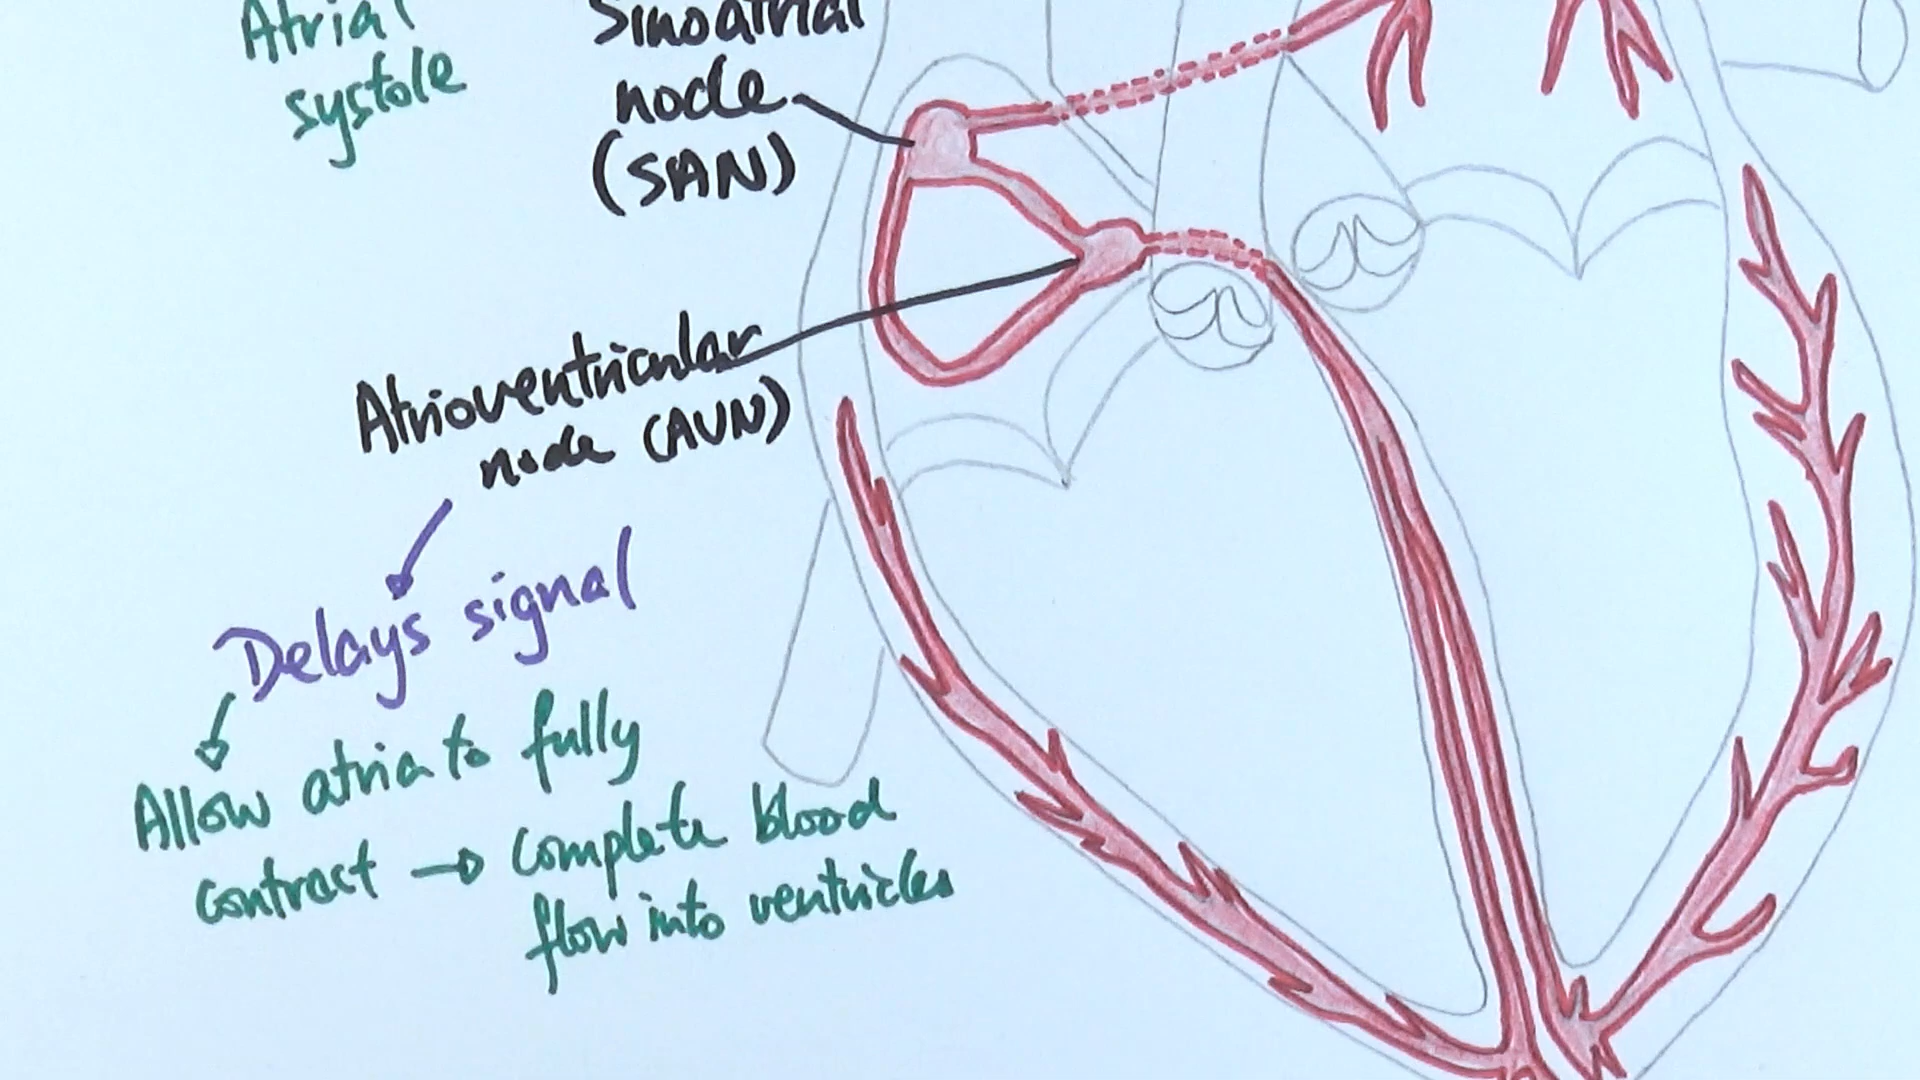 Atrial
systole
Sinoatrial
node
(SAN)
Atrioventricular
node (AVN)
Delays signal
Allow atria to fully
contract → complete blood
flow into ventricles